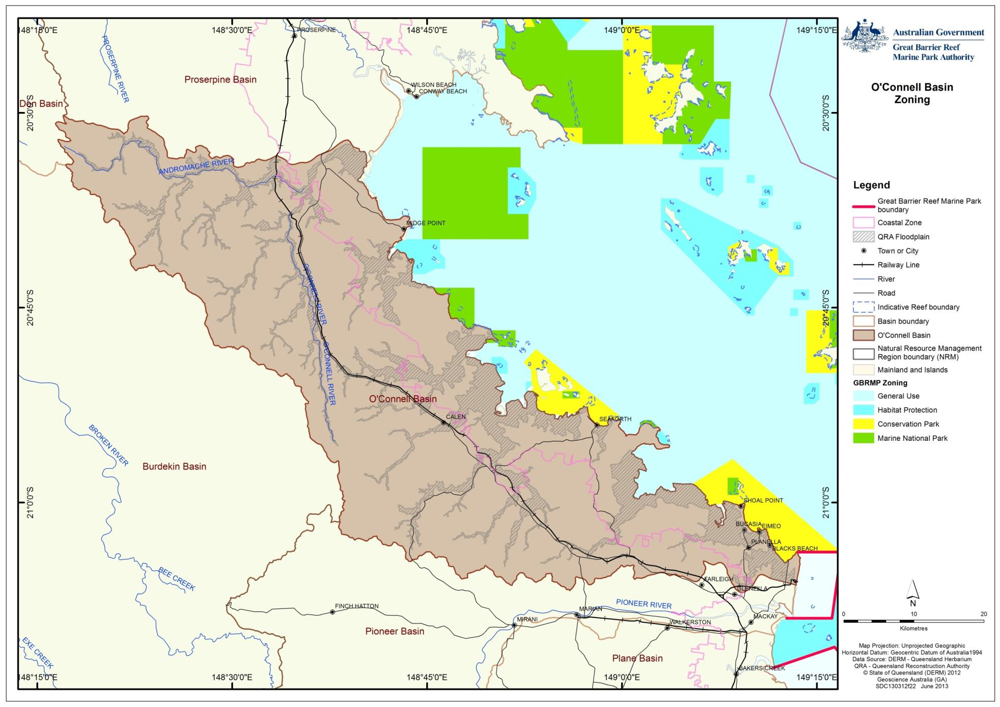 148°15'0"E
148°30'0"E
148°45'0"E
149°0'0"E
149°15'0"E
PROSERPINE
PROSERPINE RIVER
Proserpine Basin
WILSON BEACH
CONWAY BEACH
Don Basin
20°30'0"S
20°30'0"S
ANDROMACHE RIVER
MIDGE POINT
O'CONNELL RIVER
20°45'0"S
20°45'0"S
O'CONNELL RIVER
O'Connell Basin
CALEN
SEAFORTH
BROKEN RIVER
Burdekin Basin
21°0'0"S
21°0'0"S
SHOAL POINT
BUCASIA
EIMEO
PLANELLA
BLACKS BEACH
BEE CREEK
FARLEIGH
GLENELLA
FINCH HATTON
PIONEER RIVER
MARIAN
MIRANI
WALKERSTON
MACKAY
Pioneer Basin
Plane Basin
EXE CREEK
BAKERS CREEK
148°15'0"E
148°30'0"E
148°45'0"E
149°0'0"E
149°15'0"E
Australian Government
Great Barrier Reef
Marine Park Authority
O'Connell Basin
Zoning
Legend
Great Barrier Reef Marine Park
boundary
Coastal Zone
QRA Floodplain
Town or City
Railway Line
River
Road
Indicative Reef boundary
Basin boundary
O'Connell Basin
Natural Resource Management
Region boundary (NRM)
Mainland and Islands
GBRMP Zoning
General Use
Habitat Protection
Conservation Park
Marine National Park
N
0 10 20
Kilometres
Map Projection: Unprojected Geographic
Horizontal Datum: Geocentric Datum of Australia1994
Data Source: DERM - Queensland Herbarium
QRA - Queensland Reconstruction Authority
© State of Queensland (DERM) 2012
Geoscience Australia (GA)
SDC130312f22 June 2013